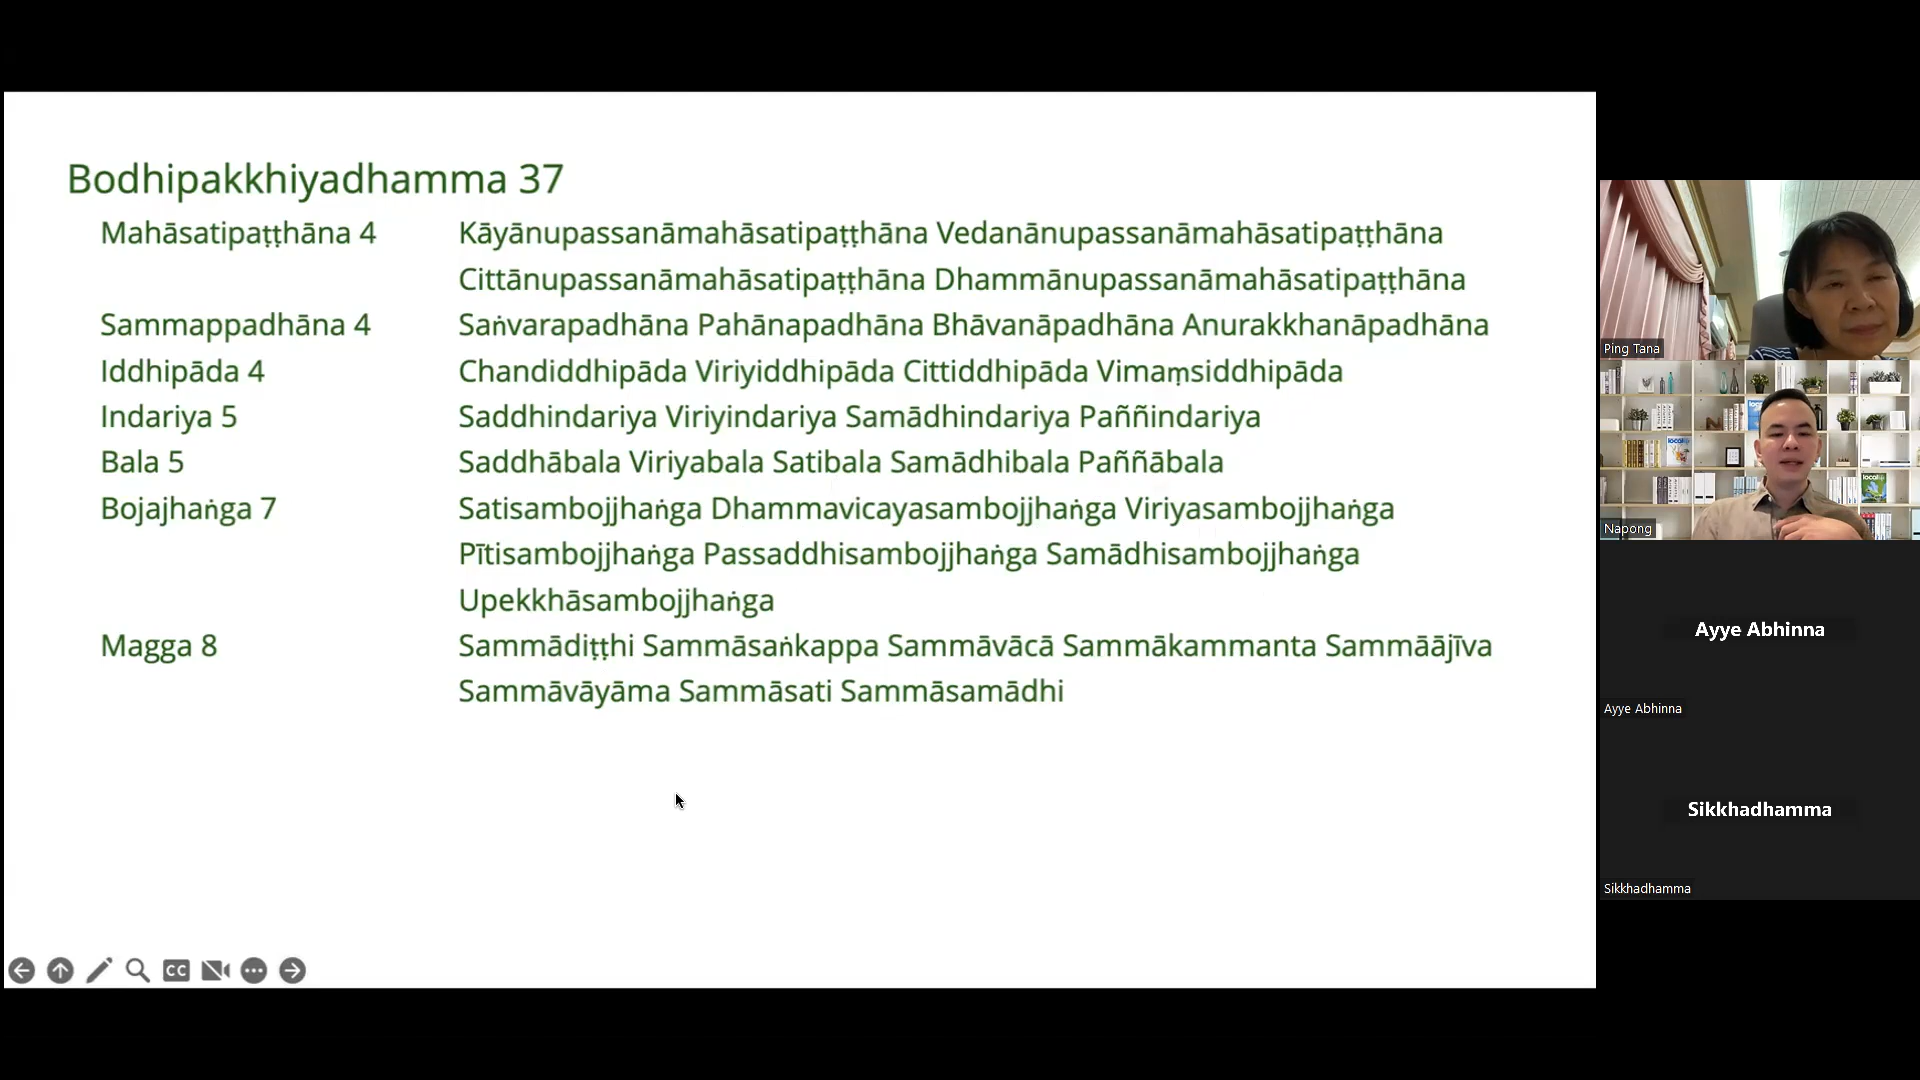 Bodhipakkhiyadhamma 37
Mahāsatipaṭṭhāna 4 Kāyānupassanāmahāsatipaṭṭhāna Vedanānupassanāmahāsatipaṭṭhāna
Cittānupassanāmahāsatipaṭṭhāna Dhammānupassanāmahāsatipaṭṭhāna
Sammappadhāna 4 Saṅvarapadhāna Pahānapadhāna Bhāvanāpadhāna Anurakkhanāpadhāna
Iddhipāda 4 Chandiddhipāda Viriyiddhipāda Cittiddhipāda Vimaṃsiddhipāda
Indariya 5 Saddhindariya Viriyindariya Samādhindariya Paññindariya
Bala 5 Saddhābala Viriyabala Satibala Samādhibala Paññābala
Bojajhaṅga 7 Satisambojjhaṅga Dhammavicayasambojjhaṅga Viriyasambojjhaṅga
Pītisambojjhaṅga Passaddhisambojjhaṅga Samādhisambojjhaṅga
Upekkhāsambojjhaṅga
Magga 8 Sammādiṭṭhi Sammāsaṅkappa Sammāvācā Sammākammanta Sammāājīva
Sammāvāyāma Sammāsati Sammāsamādhi
CC
Ping Tana
Napong
Ayye Abhinna
Ayye Abhinna
Sikkhadhamma
Sikkhadhamma